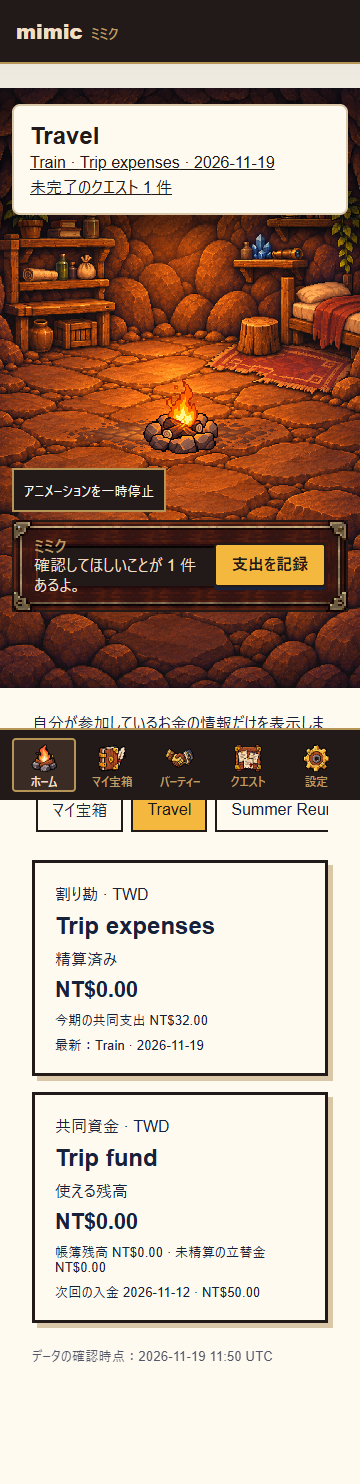 mimic ミミク
Travel
Train · Trip expenses · 2026-11-19
未完了のクエスト 1 件
アニメーションを一時停止
ミミク
確認してほしいことが 1 件
あるよ。
支出を記録
自分が参加しているお金の情報だけを表示しま
ホーム
マイ宝箱
パーティー
クエスト
設定
マイ宝箱
Travel
Summer Reun
割り勘 · TWD
Trip expenses
精算済み
NT$0.00
今期の共同支出 NT$32.00
最新：Train · 2026-11-19
共同資金 · TWD
Trip fund
使える残高
NT$0.00
帳簿残高 NT$0.00 · 未精算の立替金
NT$0.00
次回の入金 2026-11-12 · NT$50.00
データの確認時点：2026-11-19 11:50 UTC